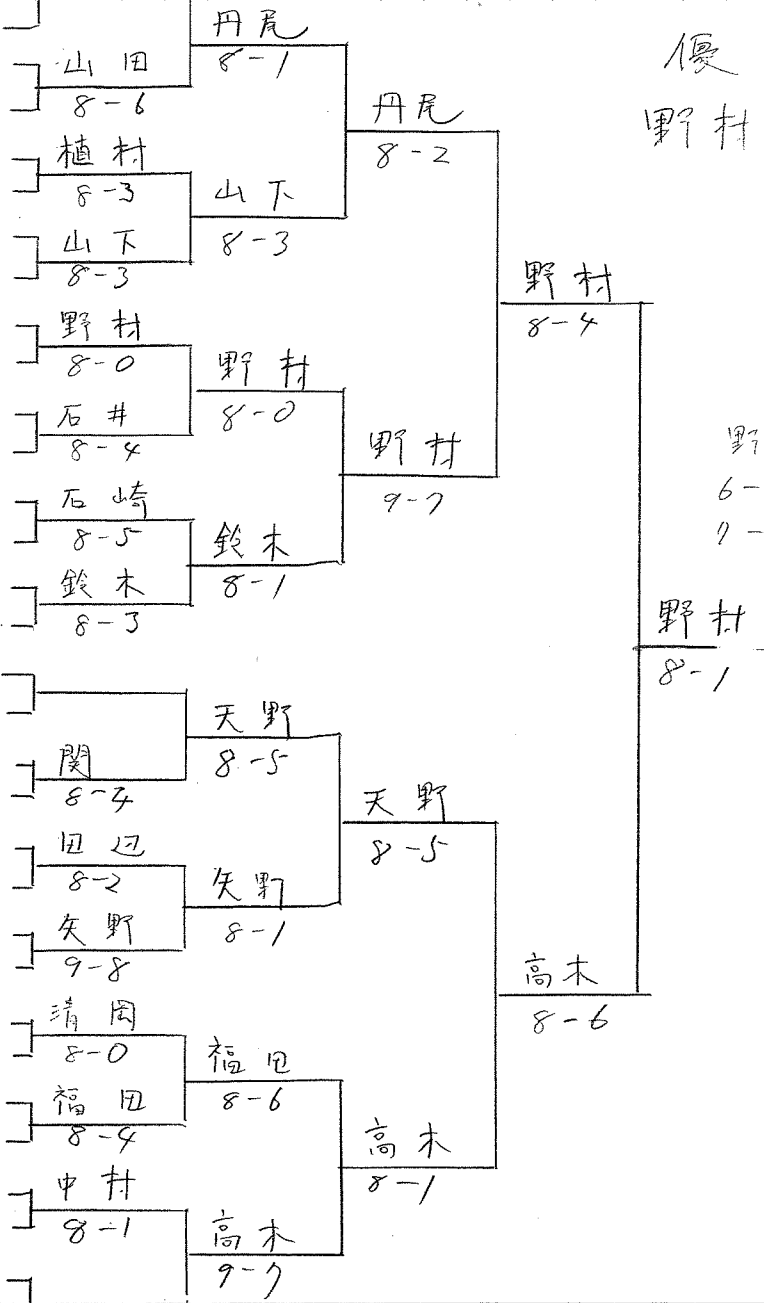 山田
8-6
植村
8-3
山下
8-3
野村
8-0
石井
8-4
石崎
8-5
鈴木
8-3
関
8-4
田辺
8-2
矢野
9-8
清岡
8-0
福田
8-4
中村
8-1
丹尾
8-1
山下
8-3
野村
8-0
鈴木
8-1
天野
8-5
矢野
8-1
福田
8-6
高木
9-7
丹尾
8-2
野村
9-7
天野
8-5
高木
8-1
野村
8-4
高木
8-6
野村
8-1
優
野村
野
6-
7-